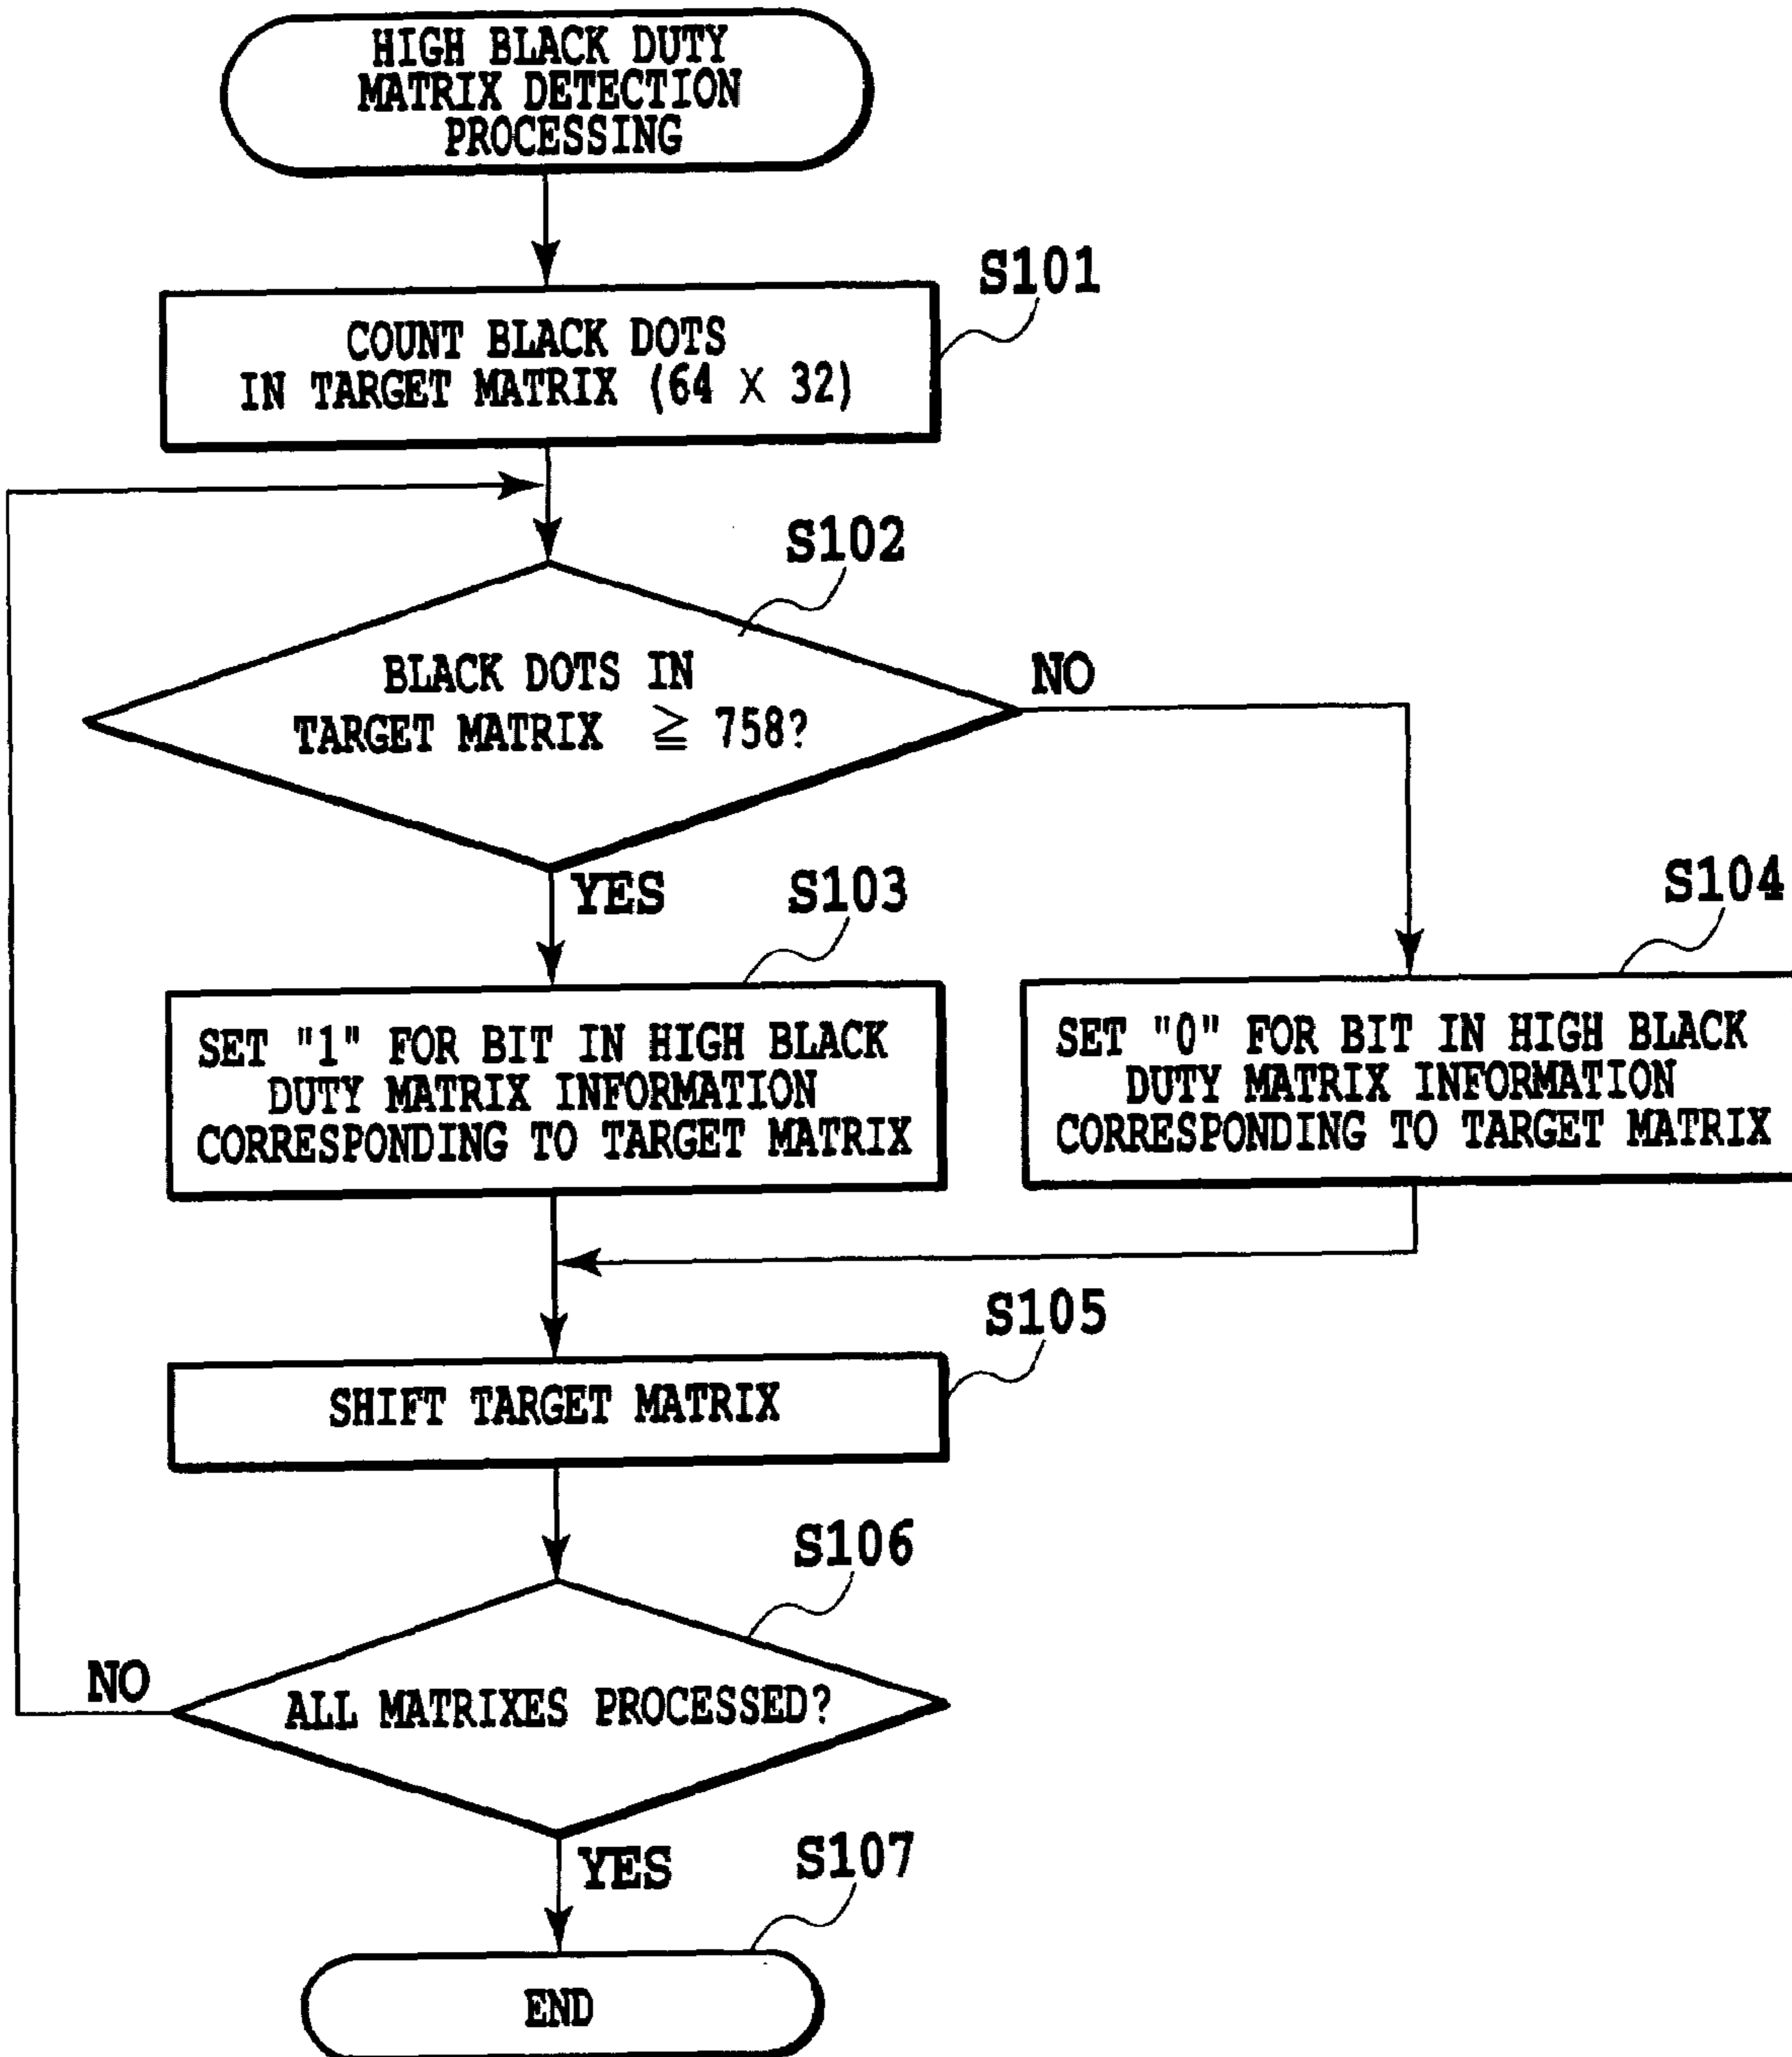 HIGH BLACK DUTY
MATRIX DETECTION
PROCESSING
S101
COUNT BLACK DOTS
IN TARGET MATRIX (64 X 32)
S102
BLACK DOTS IN
TARGET MATRIX ≧ 758?
NO
YES
S103
S104
SET "1" FOR BIT IN HIGH BLACK
DUTY MATRIX INFORMATION
CORRESPONDING TO TARGET MATRIX
SET "0" FOR BIT IN HIGH BLACK
DUTY MATRIX INFORMATION
CORRESPONDING TO TARGET MATRIX
S105
SHIFT TARGET MATRIX
S106
NO
ALL MATRIXES PROCESSED?
YES
S107
END